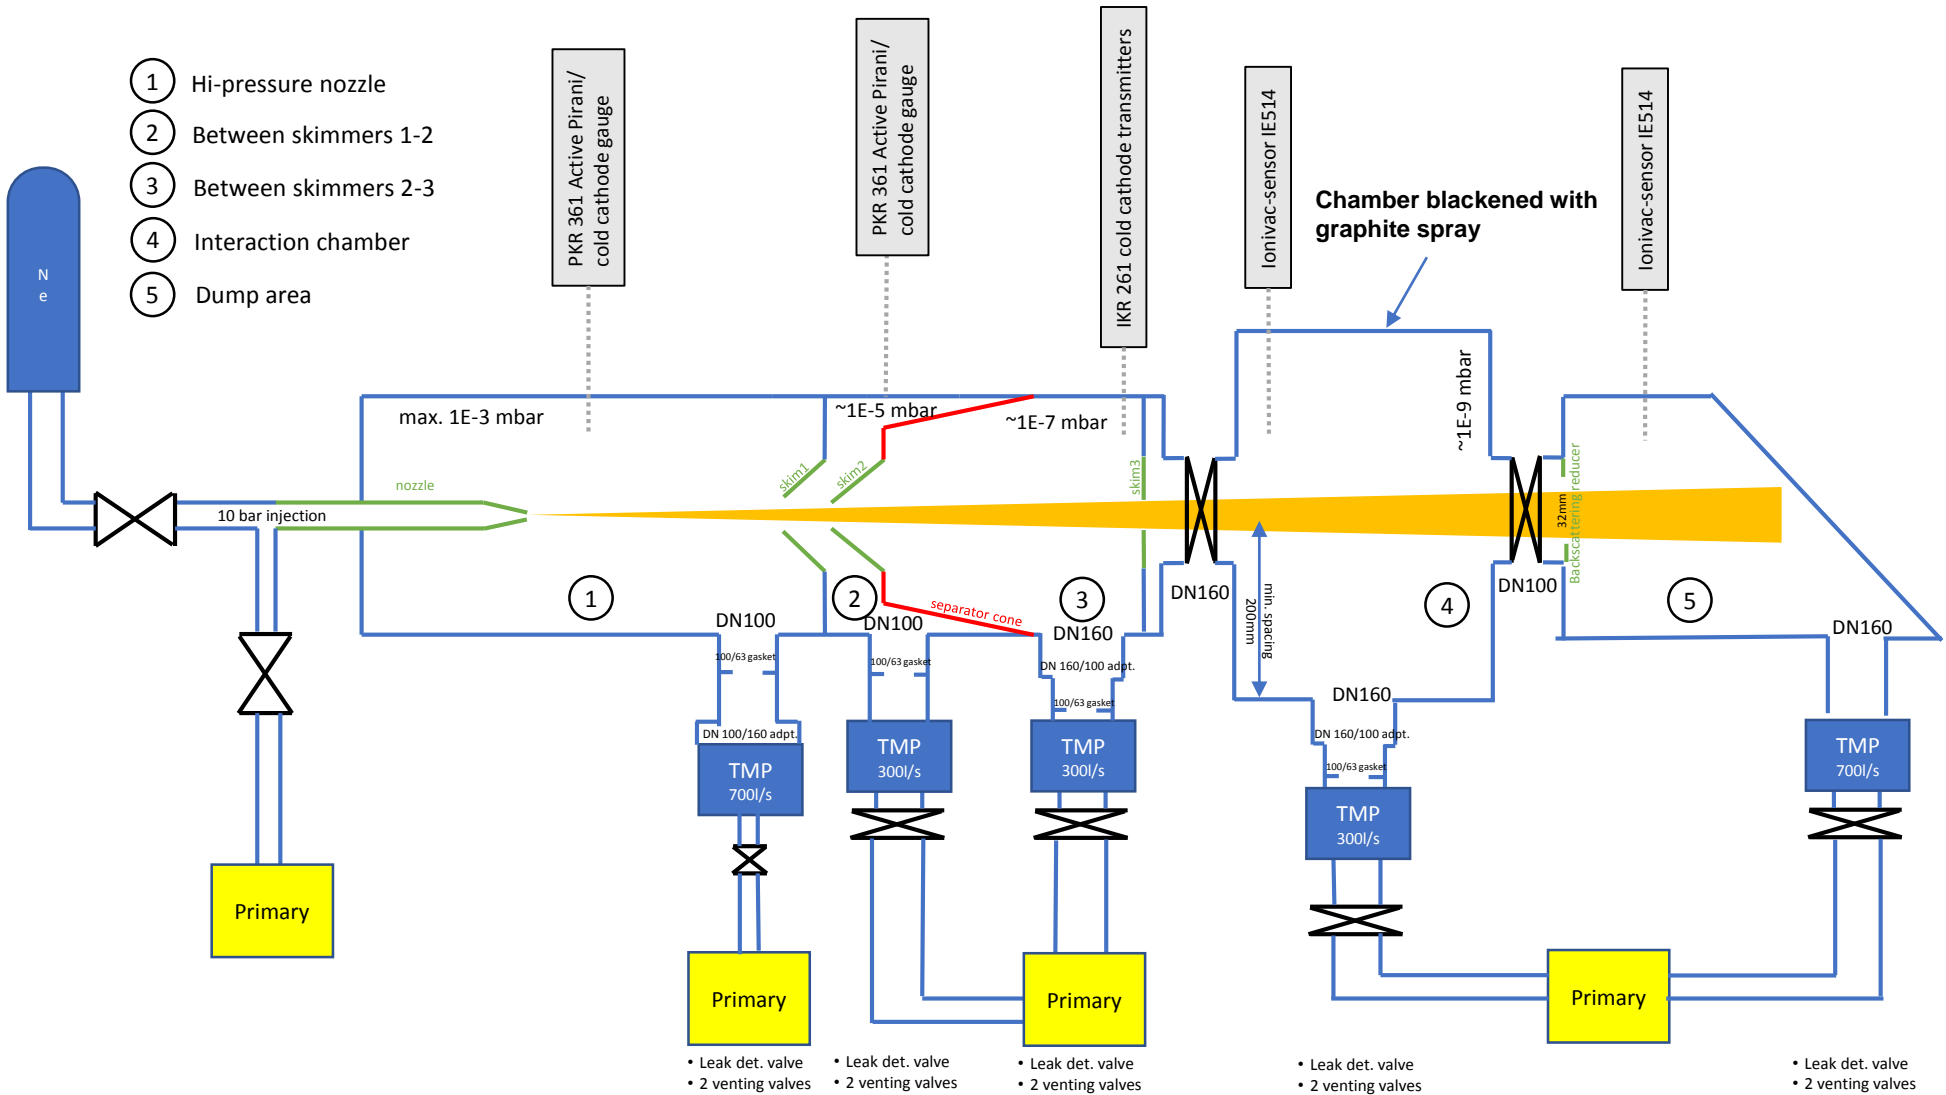 1 Hi-pressure nozzle
2 Between skimmers 1-2
3 Between skimmers 2-3
4 Interaction chamber
5 Dump area
N
e
PKR 361 Active Pirani/
cold cathode gauge
PKR 361 Active Pirani/
cold cathode gauge
IKR 261 cold cathode transmitters
Ionivac-sensor IE514
Ionivac-sensor IE514
Chamber blackened with
graphite spray
max. 1E-3 mbar
~1E-5 mbar
~1E-7 mbar
~1E-9 mbar
nozzle
10 bar injection
skim1
skim2
skim3
32mm
Backscattering reducer
separator cone
min. spacing
200mm
1
2
3
4
5
DN160
DN100
DN100
DN100
DN160
DN160
DN160
100/63 gasket
100/63 gasket
DN 160/100 adpt.
100/63 gasket
DN 100/160 adpt.
DN 160/100 adpt.
100/63 gasket
TMP
700l/s
TMP
300l/s
TMP
300l/s
TMP
300l/s
TMP
700l/s
Primary
Primary
Primary
Primary
• Leak det. valve
• 2 venting valves
• Leak det. valve
• 2 venting valves
• Leak det. valve
• 2 venting valves
• Leak det. valve
• 2 venting valves
• Leak det. valve
• 2 venting valves